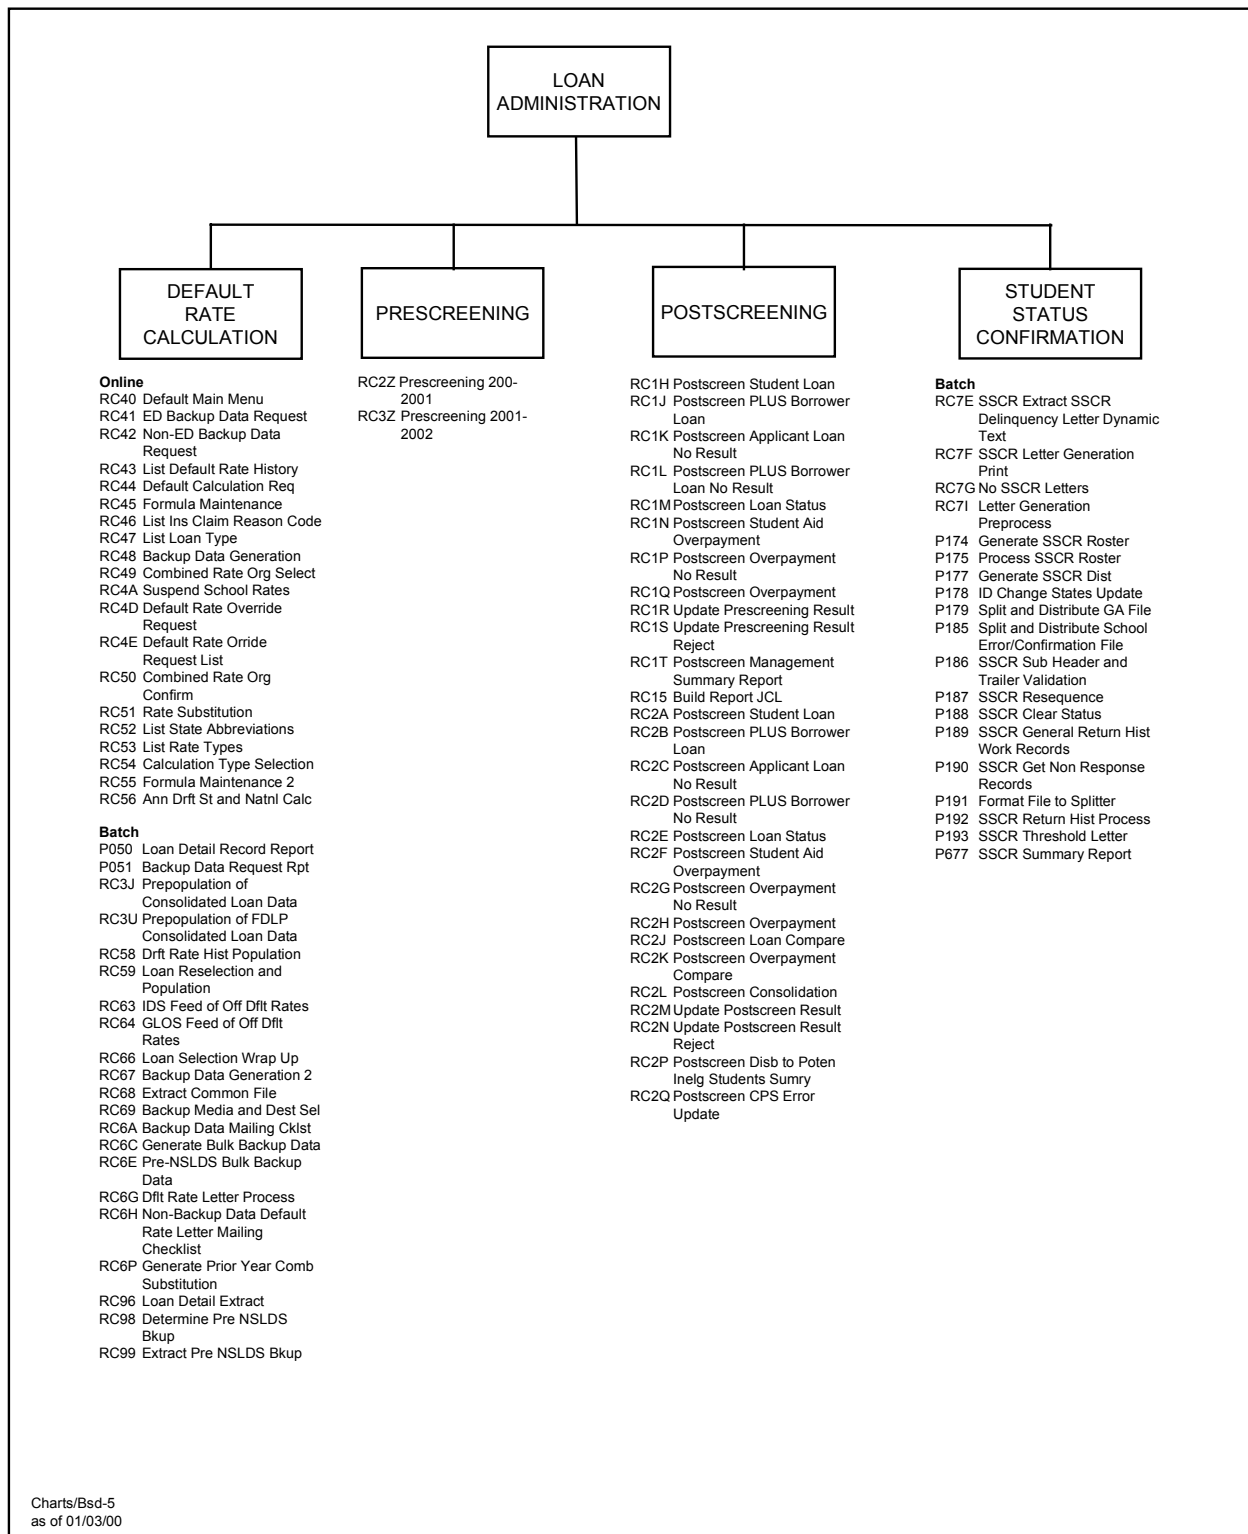 LOAN
ADMINISTRATION
DEFAULT
RATE
CALCULATION
PRESCREENING
POSTSCREENING
STUDENT
STATUS
CONFIRMATION
Online
RC40 Default Main Menu
RC41 ED Backup Data Request
RC42 Non-ED Backup Data
Request
RC43 List Default Rate History
RC44 Default Calculation Req
RC45 Formula Maintenance
RC46 List Ins Claim Reason Code
RC47 List Loan Type
RC48 Backup Data Generation
RC49 Combined Rate Org Select
RC4A Suspend School Rates
RC4D Default Rate Override
Request
RC4E Default Rate Orride
Request List
RC50 Combined Rate Org
Confirm
RC51 Rate Substitution
RC52 List State Abbreviations
RC53 List Rate Types
RC54 Calculation Type Selection
RC55 Formula Maintenance 2
RC56 Ann Drft St and Natnl Calc
Batch
P050 Loan Detail Record Report
P051 Backup Data Request Rpt
RC3J Prepopulation of
Consolidated Loan Data
RC3U Prepopulation of FDLP
Consolidated Loan Data
RC58 Drft Rate Hist Population
RC59 Loan Reselection and
Population
RC63 IDS Feed of Off Dflt Rates
RC64 GLOS Feed of Off Dflt
Rates
RC66 Loan Selection Wrap Up
RC67 Backup Data Generation 2
RC68 Extract Common File
RC69 Backup Media and Dest Sel
RC6A Backup Data Mailing Cklst
RC6C Generate Bulk Backup Data
RC6E Pre-NSLDS Bulk Backup
Data
RC6G Dflt Rate Letter Process
RC6H Non-Backup Data Default
Rate Letter Mailing
Checklist
RC6P Generate Prior Year Comb
Substitution
RC96 Loan Detail Extract
RC98 Determine Pre NSLDS
Bkup
RC99 Extract Pre NSLDS Bkup
RC2Z Prescreening 200-
2001
RC3Z Prescreening 2001-
2002
RC1H Postscreen Student Loan
RC1J Postscreen PLUS Borrower
Loan
RC1K Postscreen Applicant Loan
No Result
RC1L Postscreen PLUS Borrower
Loan No Result
RC1M Postscreen Loan Status
RC1N Postscreen Student Aid
Overpayment
RC1P Postscreen Overpayment
No Result
RC1Q Postscreen Overpayment
RC1R Update Prescreening Result
RC1S Update Prescreening Result
Reject
RC1T Postscreen Management
Summary Report
RC15 Build Report JCL
RC2A Postscreen Student Loan
RC2B Postscreen PLUS Borrower
Loan
RC2C Postscreen Applicant Loan
No Result
RC2D Postscreen PLUS Borrower
No Result
RC2E Postscreen Loan Status
RC2F Postscreen Student Aid
Overpayment
RC2G Postscreen Overpayment
No Result
RC2H Postscreen Overpayment
RC2J Postscreen Loan Compare
RC2K Postscreen Overpayment
Compare
RC2L Postscreen Consolidation
RC2M Update Postscreen Result
RC2N Update Postscreen Result
Reject
RC2P Postscreen Disb to Poten
Inelg Students Sumry
RC2Q Postscreen CPS Error
Update
Batch
RC7E SSCR Extract SSCR
Delinquency Letter Dynamic
Text
RC7F SSCR Letter Generation
Print
RC7G No SSCR Letters
RC7I Letter Generation
Preprocess
P174 Generate SSCR Roster
P175 Process SSCR Roster
P177 Generate SSCR Dist
P178 ID Change States Update
P179 Split and Distribute GA File
P185 Split and Distribute School
Error/Confirmation File
P186 SSCR Sub Header and
Trailer Validation
P187 SSCR Resequence
P188 SSCR Clear Status
P189 SSCR General Return Hist
Work Records
P190 SSCR Get Non Response
Records
P191 Format File to Splitter
P192 SSCR Return Hist Process
P193 SSCR Threshold Letter
P677 SSCR Summary Report
Charts/Bsd-5
as of 01/03/00